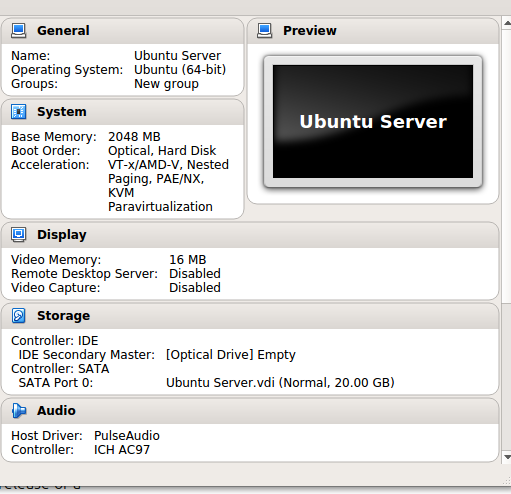 General
Name: Ubuntu Server
Operating System: Ubuntu (64-bit)
Groups: New group
Preview
Ubuntu Server
System
Base Memory: 2048 MB
Boot Order: Optical, Hard Disk
Acceleration: VT-x/AMD-V, Nested
Paging, PAE/NX,
KVM
Paravirtualization
Display
Video Memory: 16 MB
Remote Desktop Server: Disabled
Video Capture: Disabled
Storage
Controller: IDE
IDE Secondary Master: [Optical Drive] Empty
Controller: SATA
SATA Port 0: Ubuntu Server.vdi (Normal, 20.00 GB)
Audio
Host Driver: PulseAudio
Controller: ICH AC97